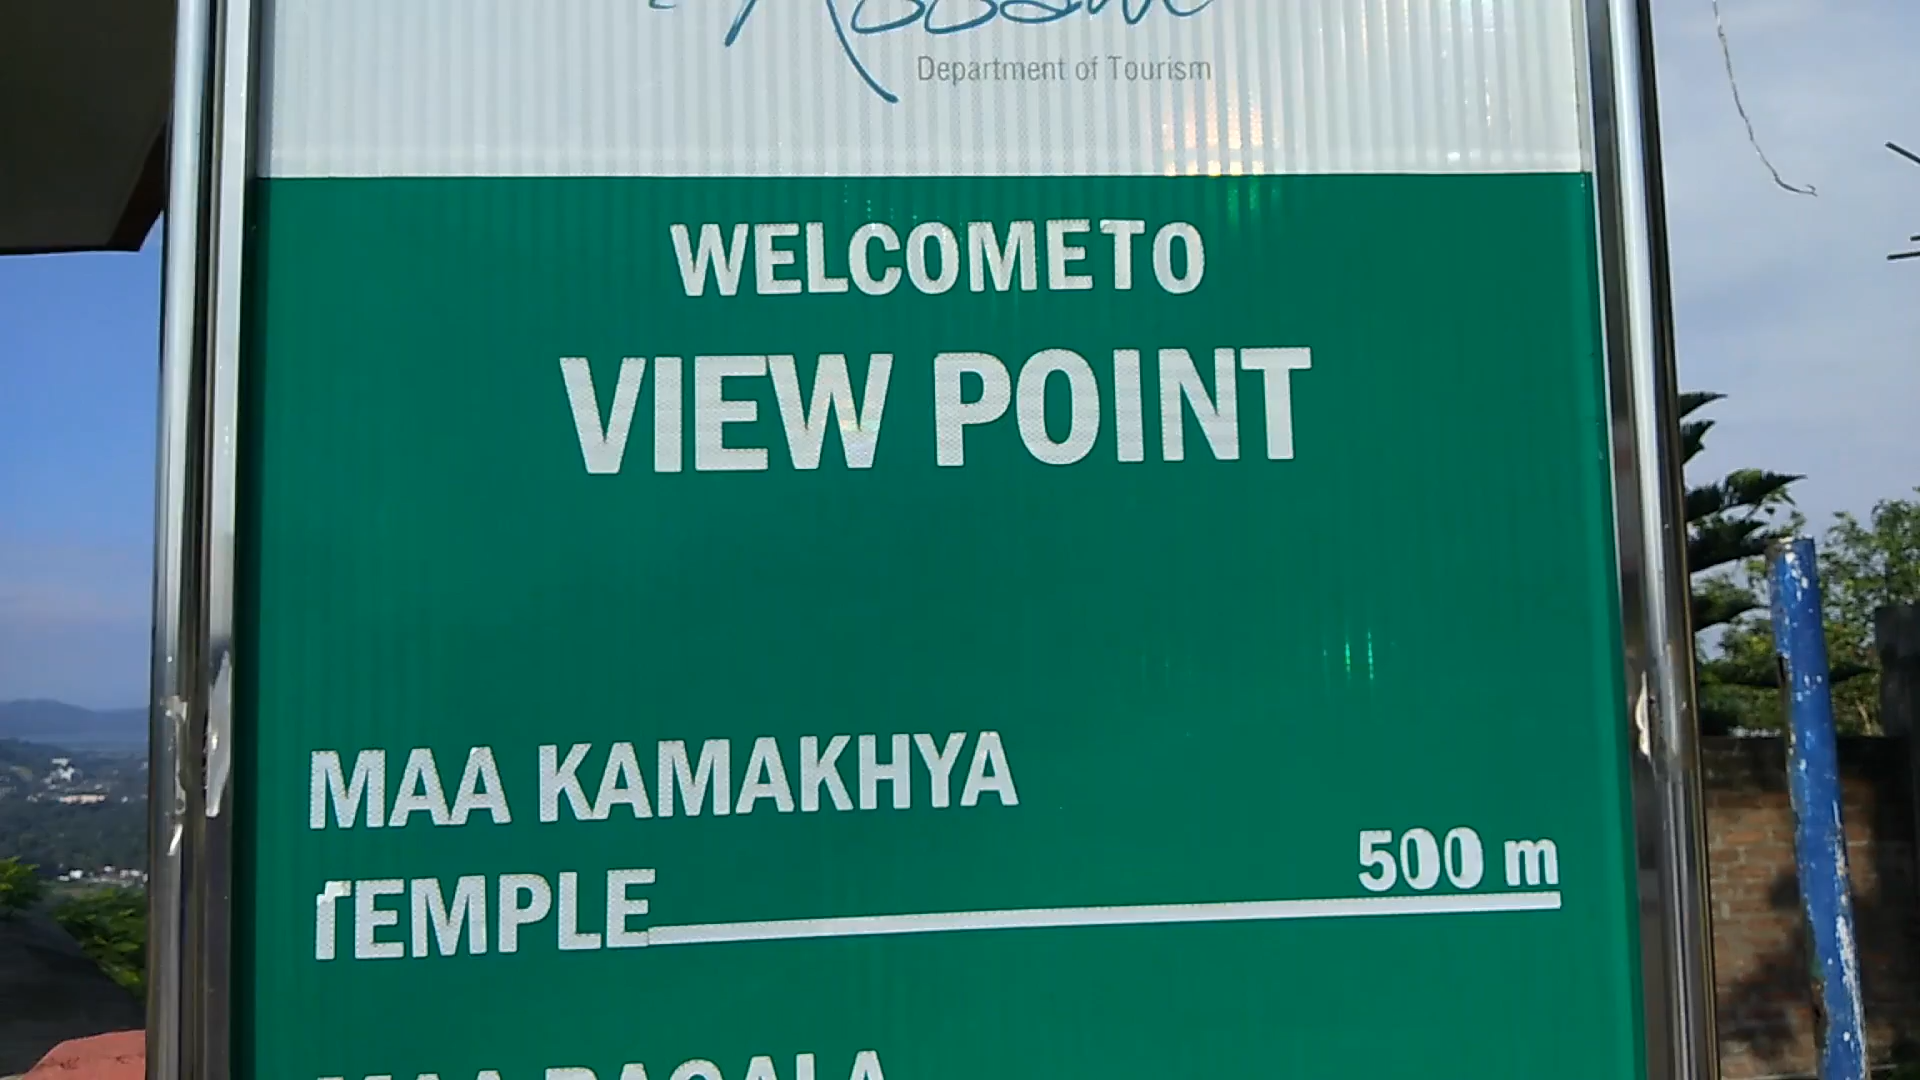 Department of Tourism
WELCOMETO
VIEW POINT
MAA KAMAKHYA
500 m
TEMPLE